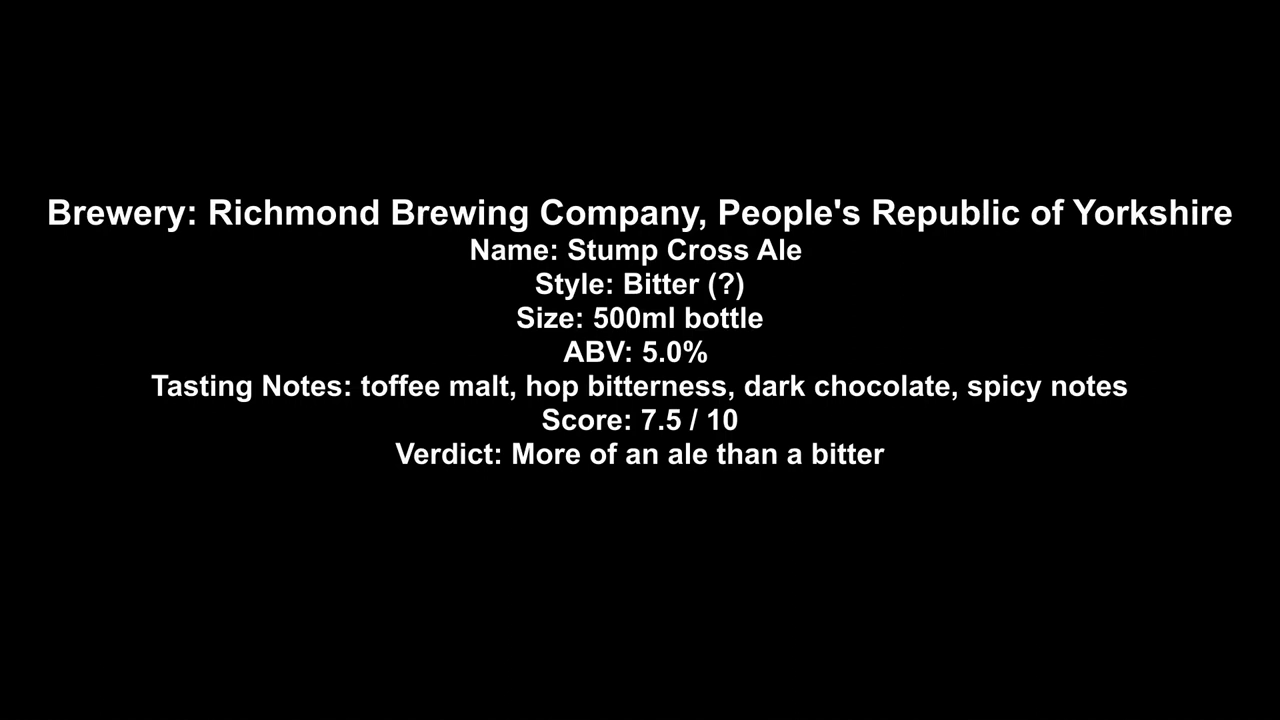 Brewery: Richmond Brewing Company, People's Republic of Yorkshire
Name: Stump Cross Ale
Style: Bitter (?)
Size: 500ml bottle
ABV: 5.0%
Tasting Notes: toffee malt, hop bitterness, dark chocolate, spicy notes
Score: 7.5 / 10
Verdict: More of an ale than a bitter